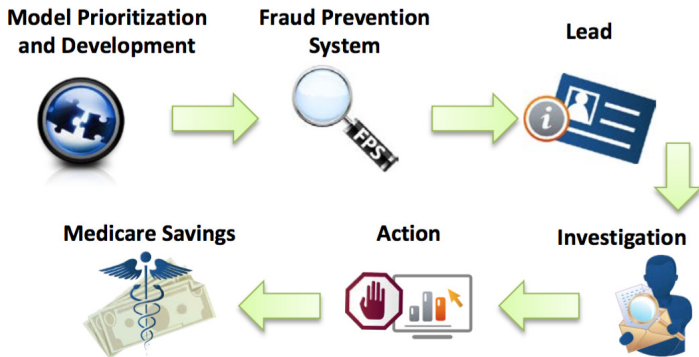 Model Prioritization
and Development
Fraud Prevention
System
Lead
i
FPS
Medicare Savings
Action
Investigation